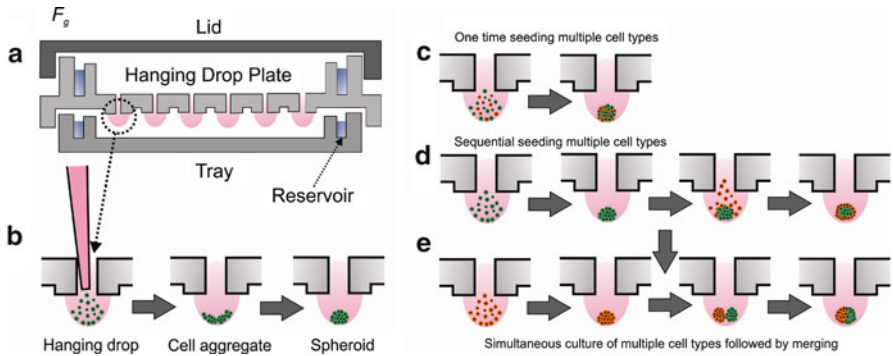 F_g
a
Lid
Hanging Drop Plate
Tray
Reservoir
b
Hanging drop
Cell aggregate
Spheroid
c
One time seeding multiple cell types
d
Sequential seeding multiple cell types
e
Simultaneous culture of multiple cell types followed by merging